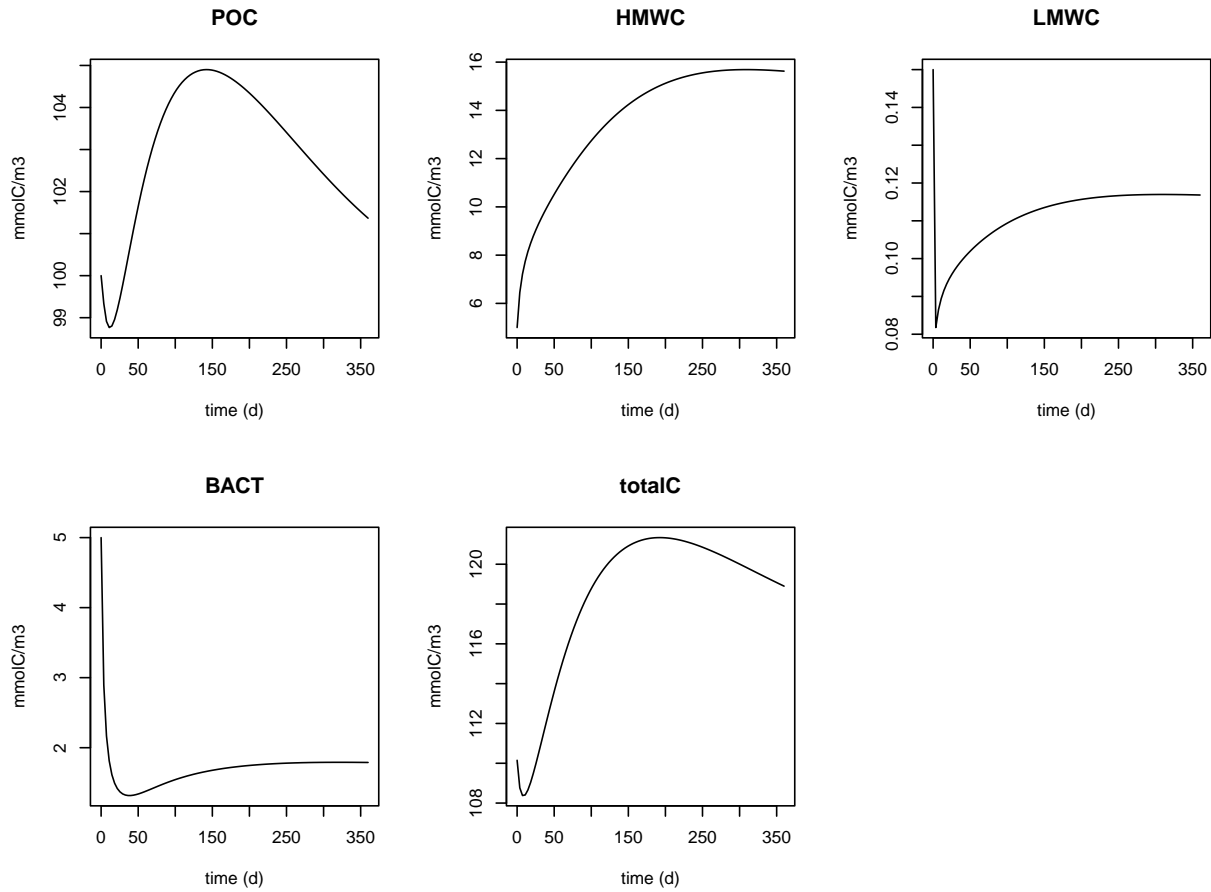 POC
HMWC
LMWC
mmolC/m3
99 100 102 104
0 50 150 250 350
time (d)
mmolC/m3
6 8 10 12 14 16
0 50 150 250 350
time (d)
mmolC/m3
0.08 0.10 0.12 0.14
0 50 150 250 350
time (d)
BACT
totalC
mmolC/m3
2 3 4 5
0 50 150 250 350
time (d)
mmolC/m3
108 112 116 120
0 50 150 250 350
time (d)